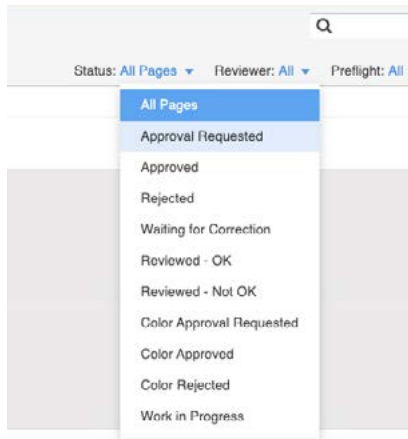 Status: All Pages Reviewer: All Preflight: All
All Pages
Approval Requested
Approved
Rejected
Waiting for Correction
Reviewed - OK
Reviewed - Not OK
Color Approval Requested
Color Approved
Color Rejected
Work in Progress